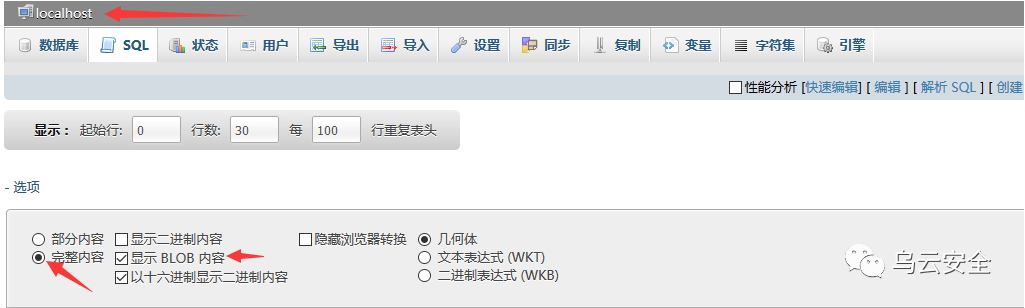 localhost
数据库 SQL 状态 用户 导出 导入 设置 同步 复制 变量 字符集 引擎
性能分析 [快速编辑] [ 编辑 ] [ 解析 SQL ] [ 创建
显示： 起始行: 0 行数: 30 每 100 行重复表头
- 选项
部分内容 显示二进制内容 隐藏浏览器转换 几何体
完整内容 显示 BLOB 内容 文本表达式 (WKT)
以十六进制显示二进制内容 二进制表达式 (WKB)
乌云安全